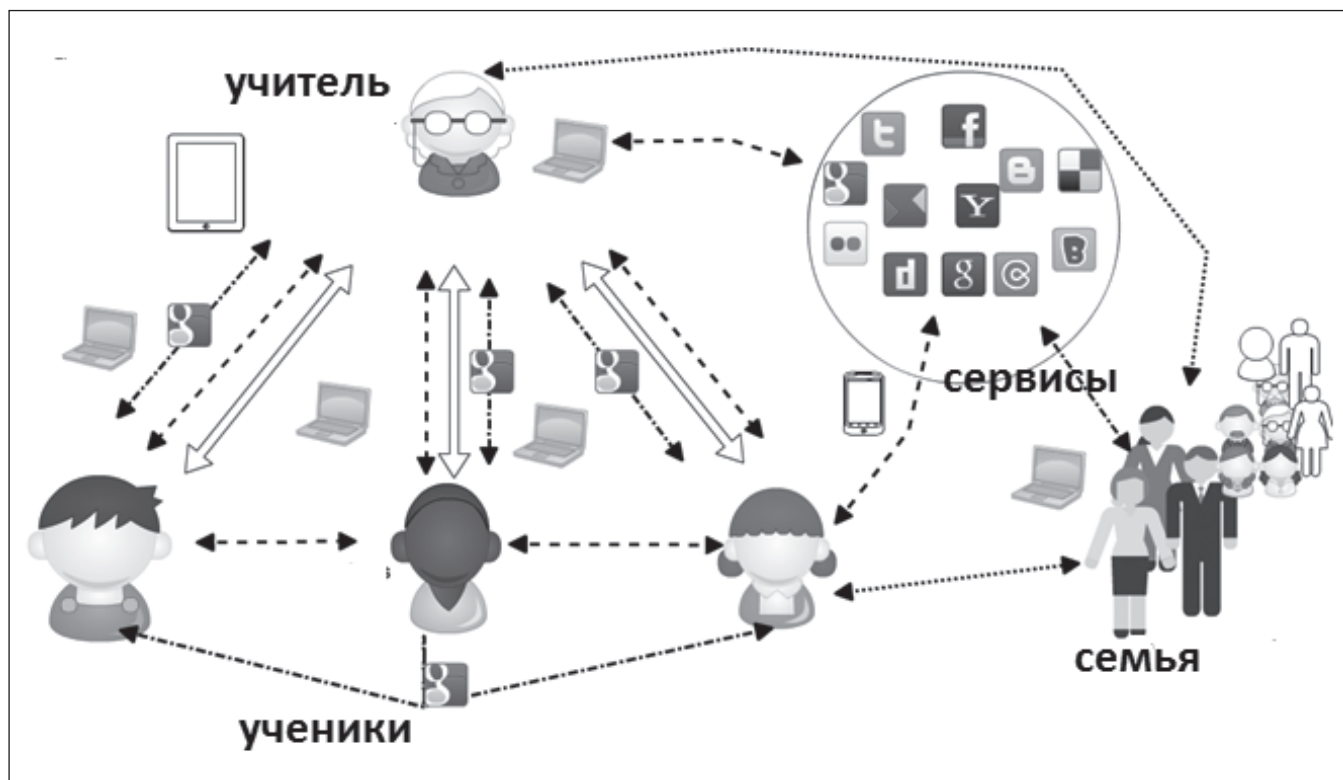 учитель
сервисы
семья
ученики